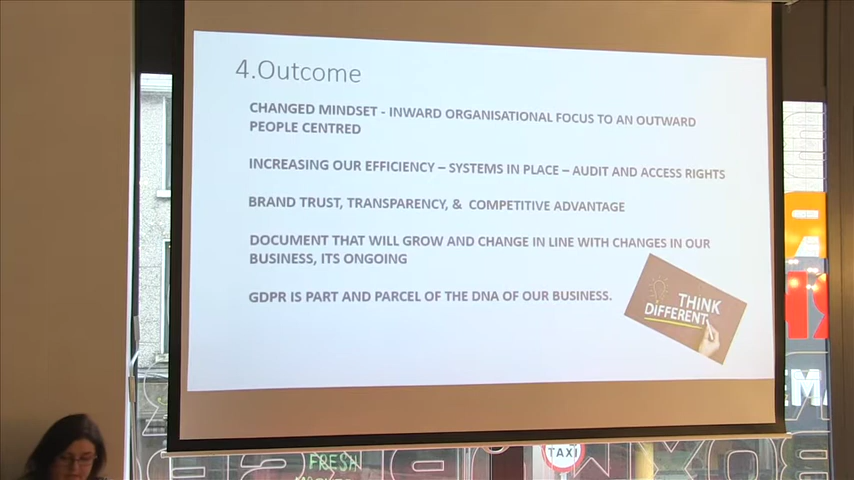 4.Outcome
CHANGED MINDSET - INWARD ORGANISATIONAL FOCUS TO AN OUTWARD
PEOPLE CENTRED
INCREASING OUR EFFICIENCY – SYSTEMS IN PLACE – AUDIT AND ACCESS RIGHTS
BRAND TRUST, TRANSPARENCY, & COMPETITIVE ADVANTAGE
DOCUMENT THAT WILL GROW AND CHANGE IN LINE WITH CHANGES IN OUR
BUSINESS, ITS ONGOING
GDPR IS PART AND PARCEL OF THE DNA OF OUR BUSINESS.
THINK
DIFFERENT
FRESH
TAXI